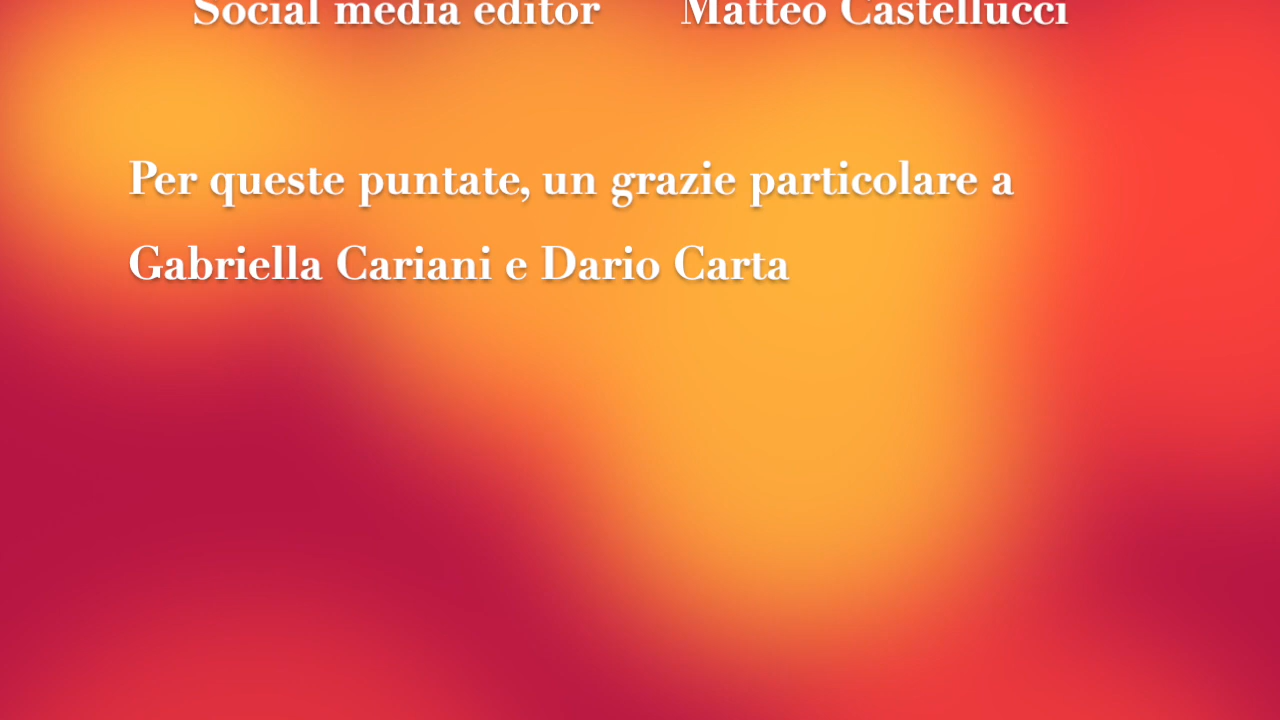 Social media editor Matteo Castellucci
Per queste puntate, un grazie particolare a
Gabriella Cariani e Dario Carta